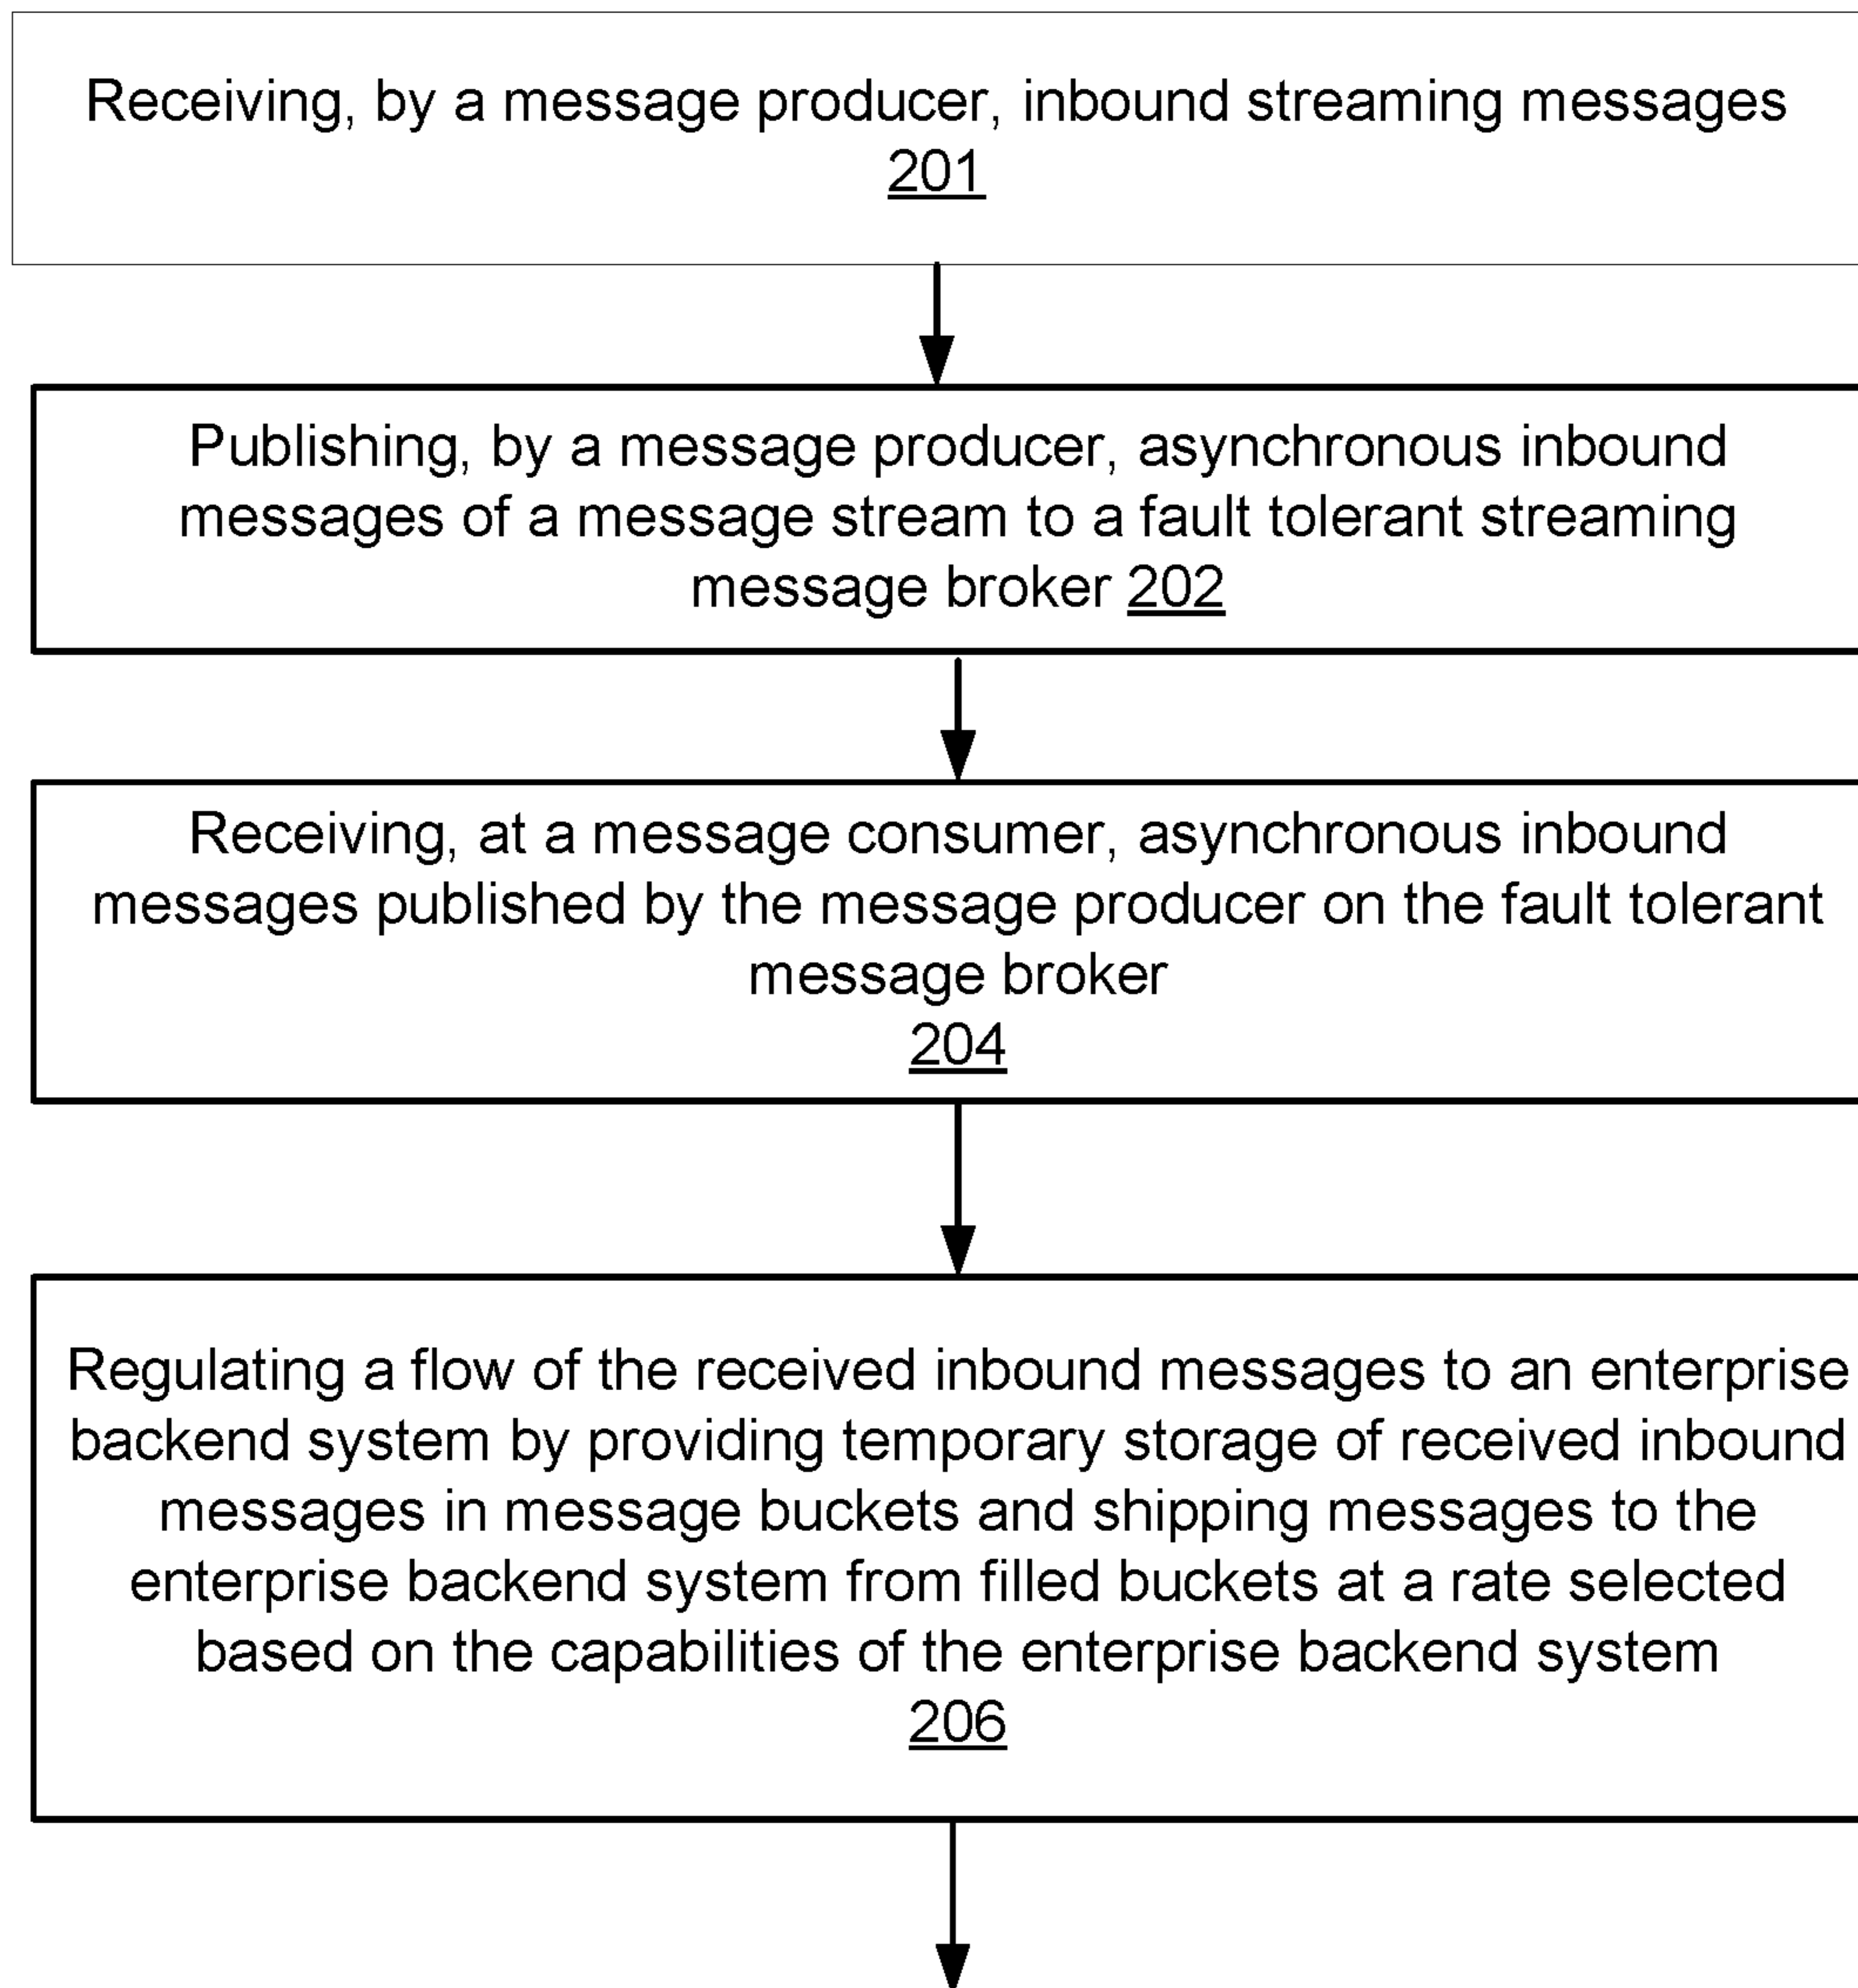 Receiving, by a message producer, inbound streaming messages
201
Publishing, by a message producer, asynchronous inbound
messages of a message stream to a fault tolerant streaming
message broker 202
Receiving, at a message consumer, asynchronous inbound
messages published by the message producer on the fault tolerant
message broker
204
Regulating a flow of the received inbound messages to an enterprise
backend system by providing temporary storage of received inbound
messages in message buckets and shipping messages to the
enterprise backend system from filled buckets at a rate selected
based on the capabilities of the enterprise backend system
206